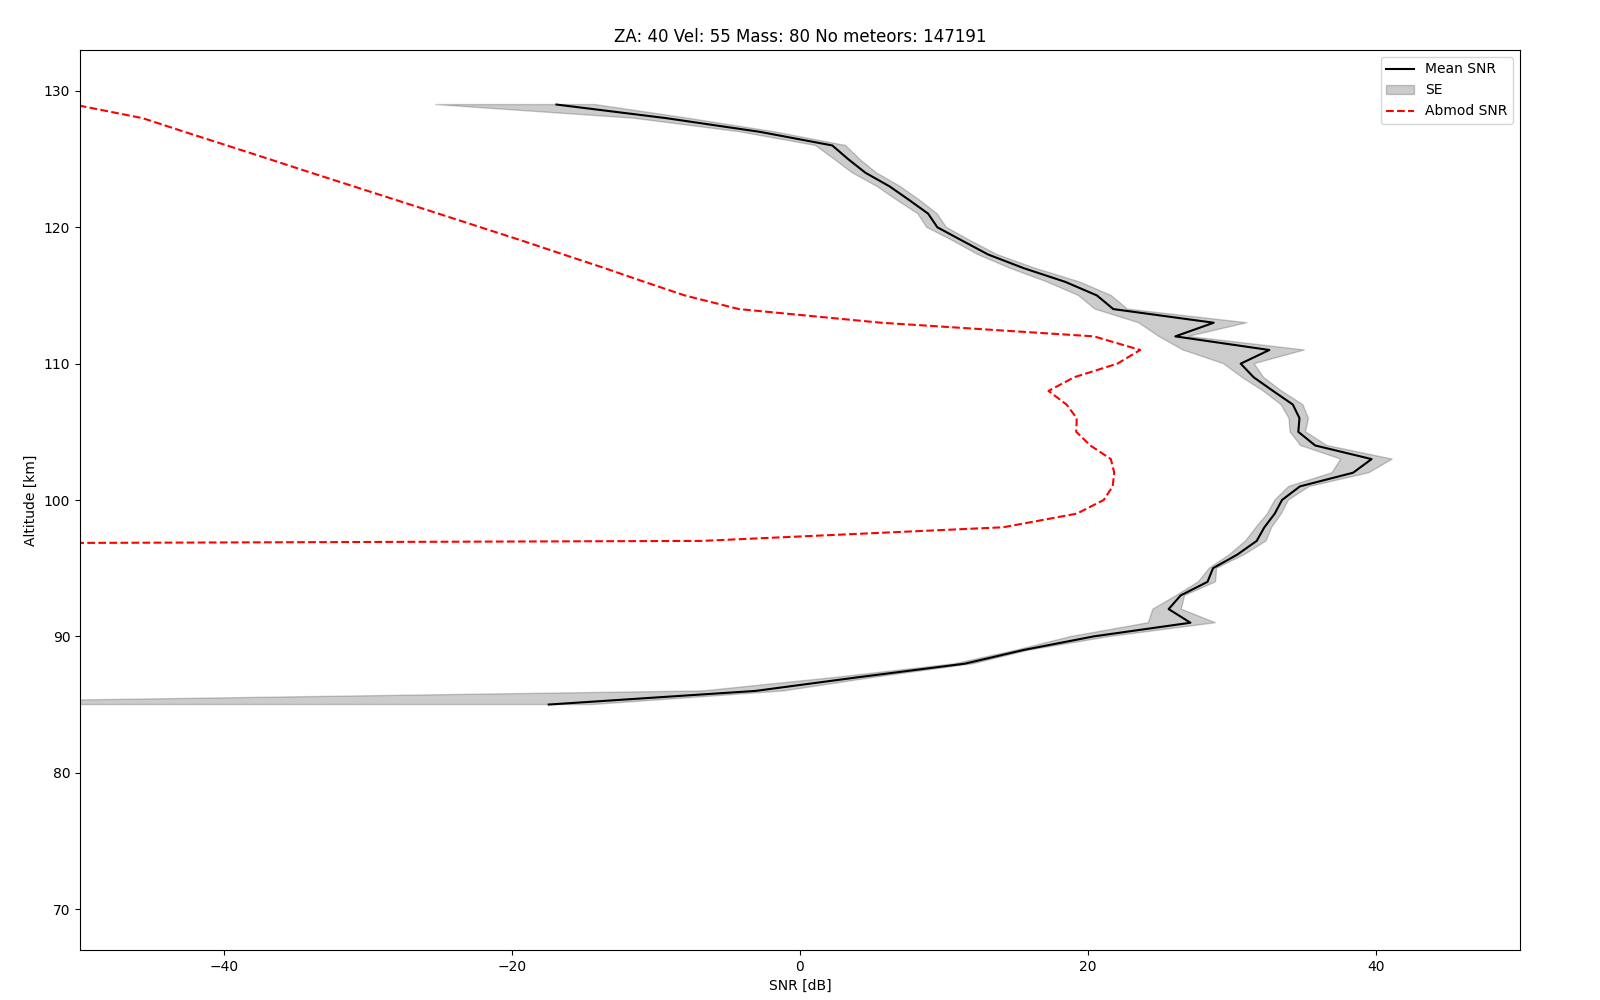 ZA: 40 Vel: 55 Mass: 80 No meteors: 147191
Mean SNR
SE
Abmod SNR
130
120
110
100
90
80
70
Altitude [km]
−40
−20
0
20
40
SNR [dB]